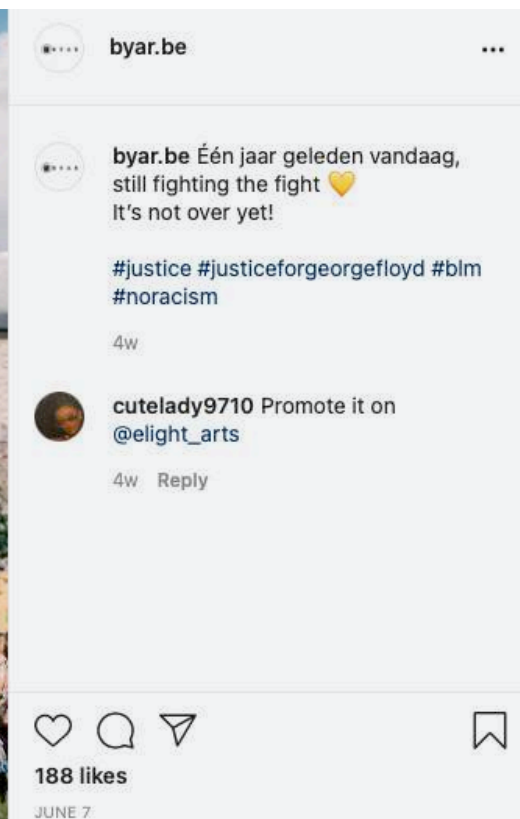 byar.be
byar.be Één jaar geleden vandaag,
still fighting the fight 💛
It's not over yet!
#justice #justiceforgeorgefloyd #blm
#noracism
4w
cutelady9710 Promote it on
@elight_arts
4w Reply
188 likes
JUNE 7